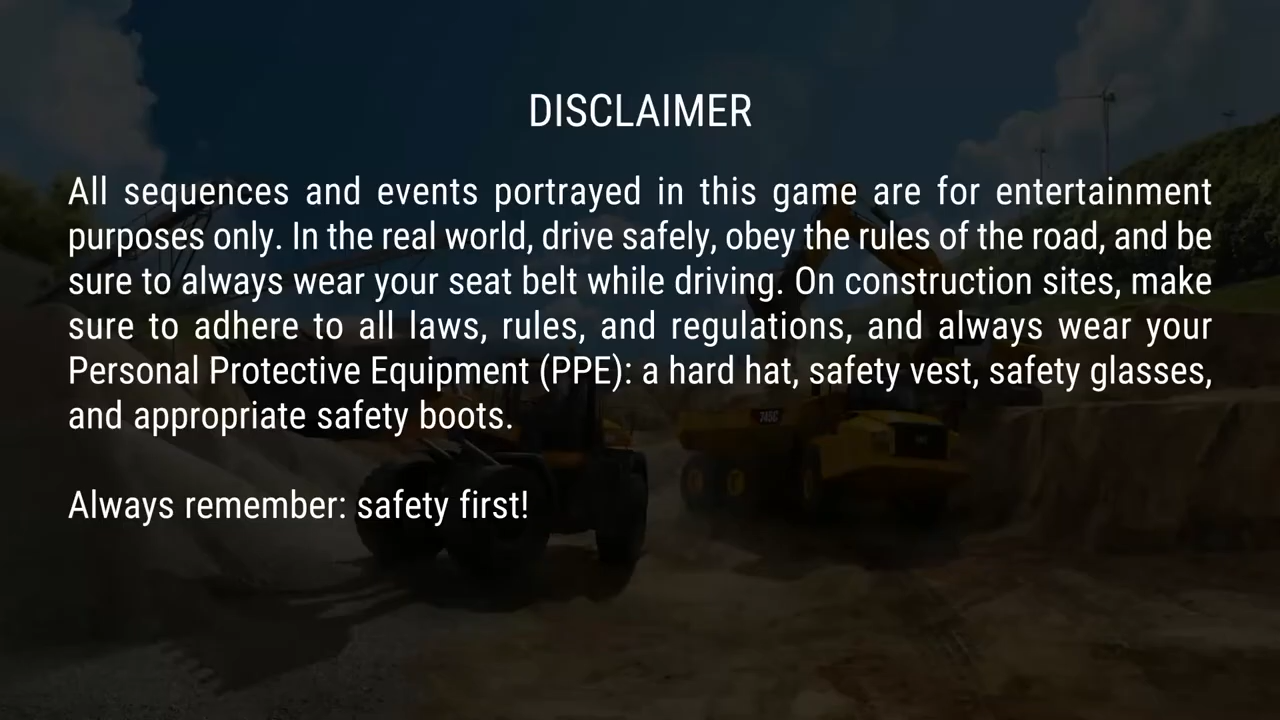 DISCLAIMER
All sequences and events portrayed in this game are for entertainment
purposes only. In the real world, drive safely, obey the rules of the road, and be
sure to always wear your seat belt while driving. On construction sites, make
sure to adhere to all laws, rules, and regulations, and always wear your
Personal Protective Equipment (PPE): a hard hat, safety vest, safety glasses,
and appropriate safety boots.
Always remember: safety first!
745C